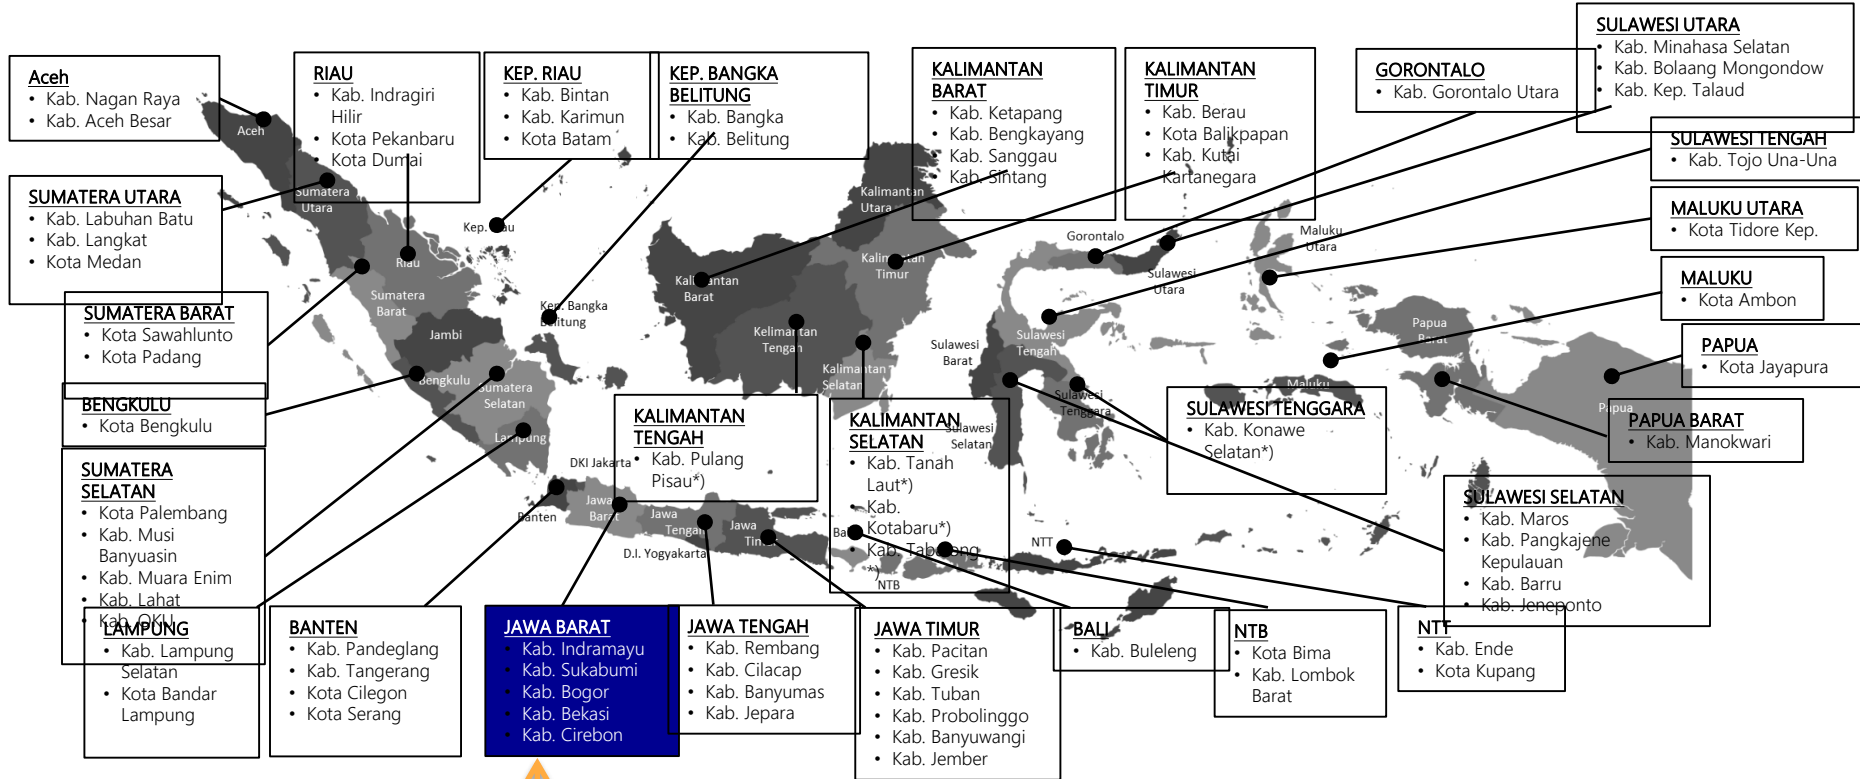 Aceh
• Kab. Nagan Raya
• Kab. Aceh Besar
SUMATERA UTARA
• Kab. Labuhan Batu
• Kab. Langkat
• Kota Medan
SUMATERA BARAT
• Kota Sawahlunto
• Kota Padang
BENGKULU
• Kota Bengkulu
SUMATERA
SELATAN
• Kota Palembang
• Kab. Musi
Banyuasin
• Kab. Muara Enim
• Kab. Lahat
• Kab. OKU
LAMPUNG
• Kab. Lampung
Selatan
• Kota Bandar
Lampung
RIAU
• Kab. Indragiri
Hilir
• Kota Pekanbaru
• Kota Dumai
KEP. RIAU
• Kab. Bintan
• Kab. Karimun
• Kota Batam
KEP. BANGKA
BELITUNG
• Kab. Bangka
• Kab. Belitung
KALIMANTAN
BARAT
• Kab. Ketapang
• Kab. Bengkayang
• Kab. Sanggau
• Kab. Sintang
KALIMANTAN
TIMUR
• Kab. Berau
• Kota Balikpapan
• Kab. Kutai
Kartanegara
GORONTALO
• Kab. Gorontalo Utara
SULAWESI UTARA
• Kab. Minahasa Selatan
• Kab. Bolaang Mongondow
• Kab. Kep. Talaud
SULAWESI TENGAH
• Kab. Tojo Una-Una
MALUKU UTARA
• Kota Tidore Kep.
MALUKU
• Kota Ambon
PAPUA
• Kota Jayapura
PAPUA BARAT
• Kab. Manokwari
SULAWESI TENGGARA
• Kab. Konawe
Selatan*)
SULAWESI SELATAN
• Kab. Maros
• Kab. Pangkajene
Kepulauan
• Kab. Barru
• Kab. Jeneponto
KALIMANTAN
TENGAH
• Kab. Pulang
Pisau*)
KALIMANTAN
SELATAN
• Kab. Tanah
Laut*)
• Kab.
Kotabaru*)
• Kab. Tabalong
*)
BANTEN
• Kab. Pandeglang
• Kab. Tangerang
• Kota Cilegon
• Kota Serang
JAWA BARAT
• Kab. Indramayu
• Kab. Sukabumi
• Kab. Bogor
• Kab. Bekasi
• Kab. Cirebon
JAWA TENGAH
• Kab. Rembang
• Kab. Cilacap
• Kab. Banyumas
• Kab. Jepara
JAWA TIMUR
• Kab. Pacitan
• Kab. Gresik
• Kab. Tuban
• Kab. Probolinggo
• Kab. Banyuwangi
• Kab. Jember
BALI
• Kab. Buleleng
NTB
• Kota Bima
• Kab. Lombok
Barat
NTT
• Kab. Ende
• Kota Kupang
Aceh
Sumatera
Utara
Riau
Kep. Riau
Sumatera
Barat
Jambi
Bengkulu
Sumatera
Selatan
Lampung
Kep. Bangka
Belitung
DKI Jakarta
Banten
Jawa
Barat
Jawa
Tengah
D.I. Yogyakarta
Jawa
Timur
Bali
NTB
NTT
Kalimantan
Barat
Kelimantan
Tengah
Kalimantan
Selatan
Kalimantan
Timur
Kalimantan
Utara
Gorontalo
Sulawesi
Utara
Sulawesi
Tengah
Sulawesi
Barat
Sulawesi
Selatan
Sulawesi
Tenggara
Maluku
Utara
Maluku
Papua
Barat
Papua